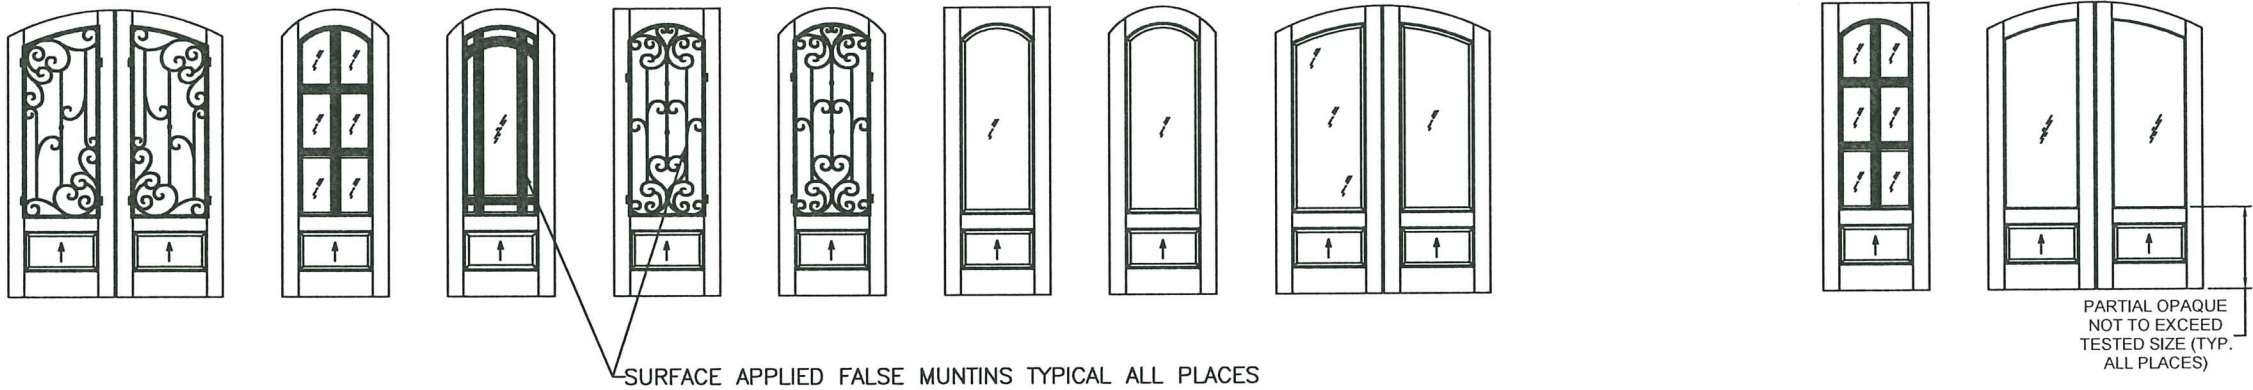 SURFACE APPLIED FALSE MUNTINS TYPICAL ALL PLACES
PARTIAL OPAQUE
NOT TO EXCEED
TESTED SIZE (TYP.
ALL PLACES)